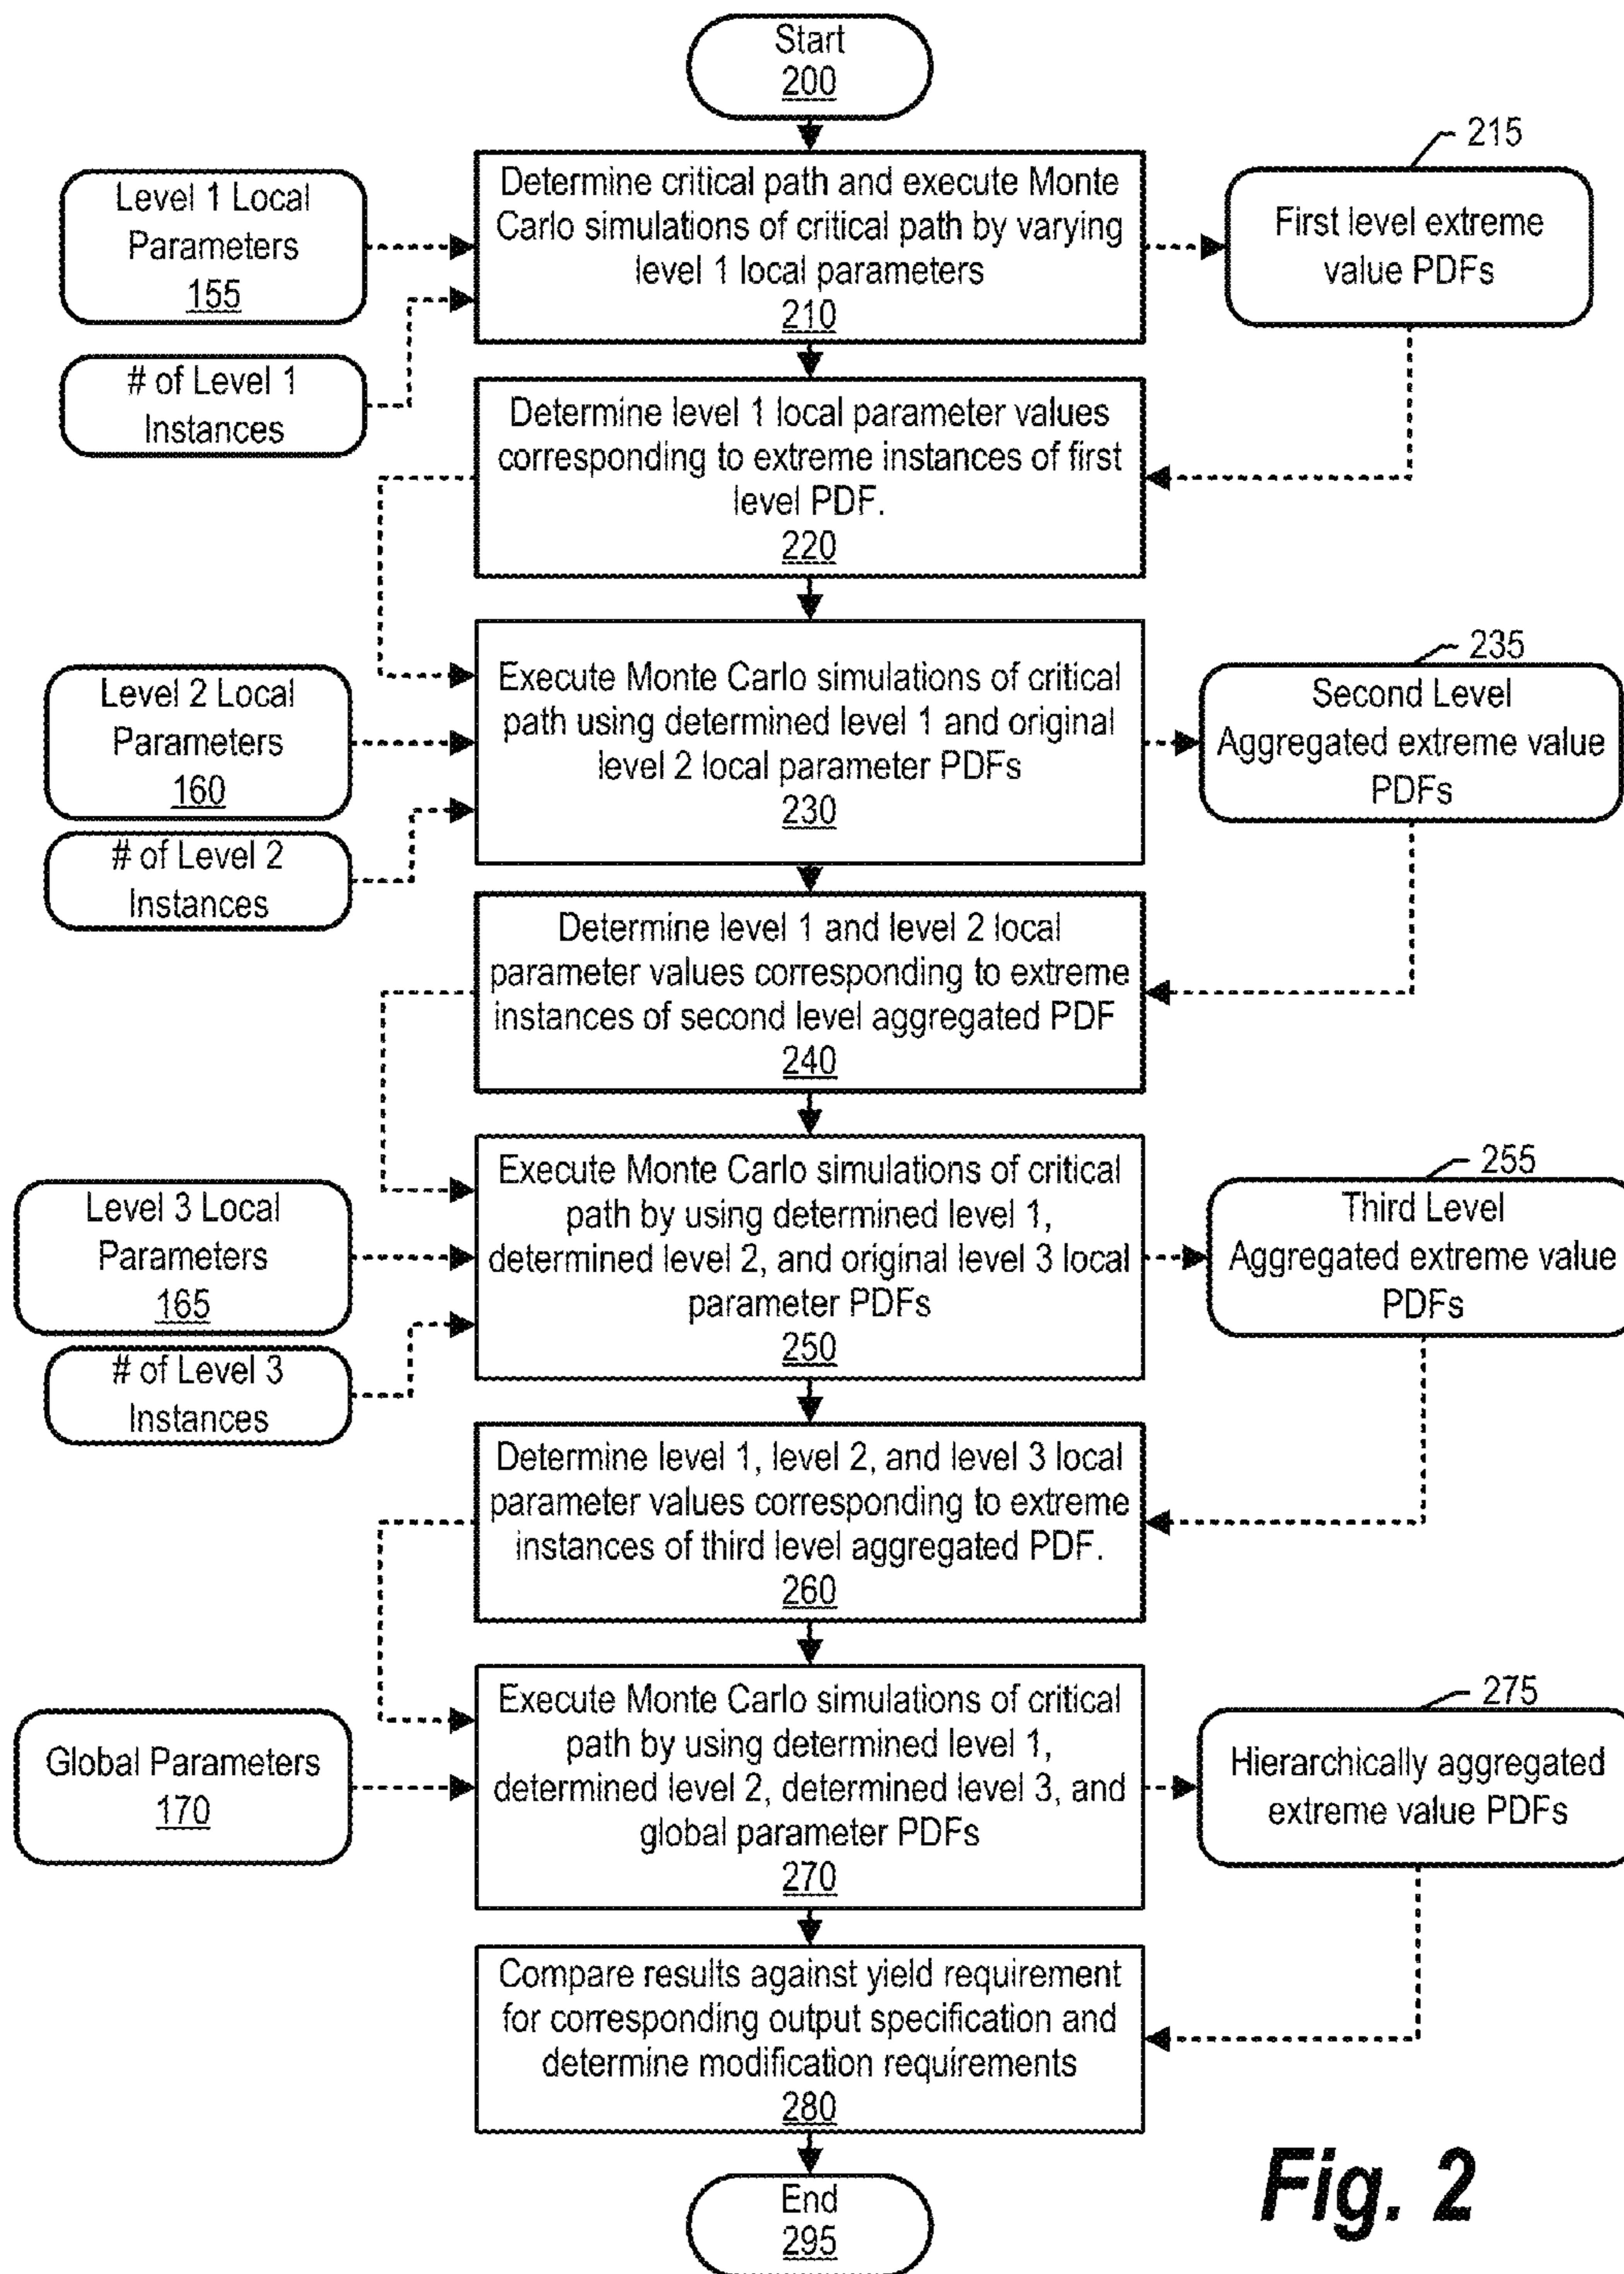 Start
200
Level 1 Local
Parameters
155
# of Level 1
Instances
Determine critical path and execute Monte
Carlo simulations of critical path by varying
level 1 local parameters
210
215
First level extreme
value PDFs
Determine level 1 local parameter values
corresponding to extreme instances of first
level PDF.
220
Level 2 Local
Parameters
160
# of Level 2
Instances
Execute Monte Carlo simulations of critical
path using determined level 1 and original
level 2 local parameter PDFs
230
235
Second Level
Aggregated extreme value
PDFs
Determine level 1 and level 2 local
parameter values corresponding to extreme
instances of second level aggregated PDF
240
Level 3 Local
Parameters
165
# of Level 3
Instances
Execute Monte Carlo simulations of critical
path by using determined level 1,
determined level 2, and original level 3 local
parameter PDFs
250
255
Third Level
Aggregated extreme value
PDFs
Determine level 1, level 2, and level 3 local
parameter values corresponding to extreme
instances of third level aggregated PDF.
260
Global Parameters
170
Execute Monte Carlo simulations of critical
path by using determined level 1,
determined level 2, determined level 3, and
global parameter PDFs
270
275
Hierarchically aggregated
extreme value PDFs
Compare results against yield requirement
for corresponding output specification and
determine modification requirements
280
End
295
Fig. 2